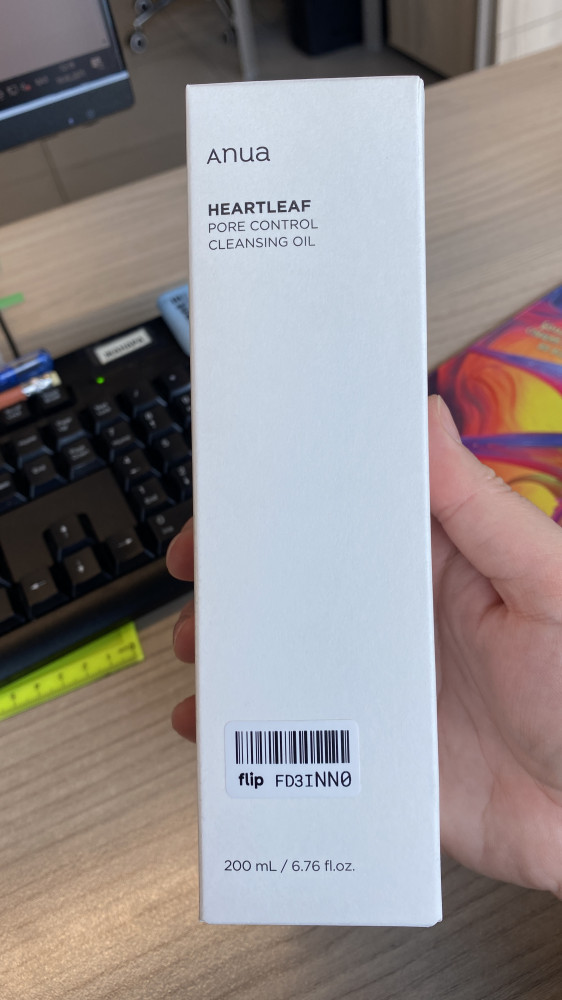 Anua
HEARTLEAF
PORE CONTROL
CLEANSING OIL
flip FD3INN0
200 mL / 6.76 fl.oz.